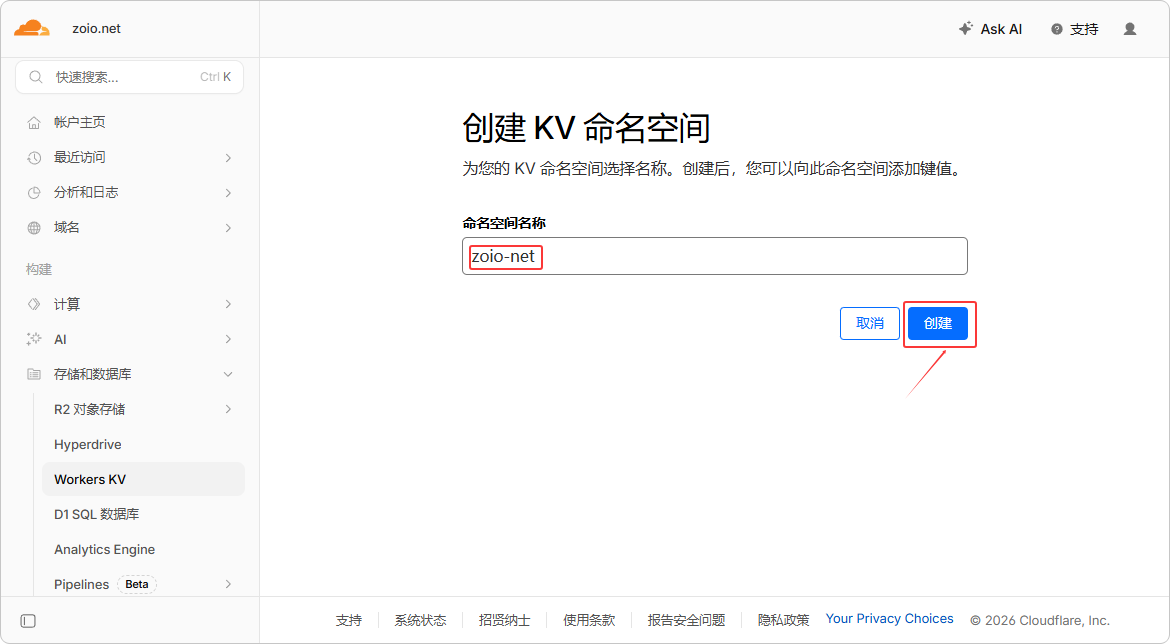 zoio.net
Ask AI
支持
快速搜索... Ctrl K
帐户主页
最近访问
分析和日志
域名
构建
计算
AI
存储和数据库
R2 对象存储
Hyperdrive
Workers KV
D1 SQL 数据库
Analytics Engine
Pipelines Beta
创建 KV 命名空间
为您的 KV 命名空间选择名称。创建后，您可以向此命名空间添加键值。
命名空间名称
zoio-net
取消 创建
支持 系统状态 招贤纳士 使用条款 报告安全问题 隐私政策 Your Privacy Choices © 2026 Cloudflare, Inc.